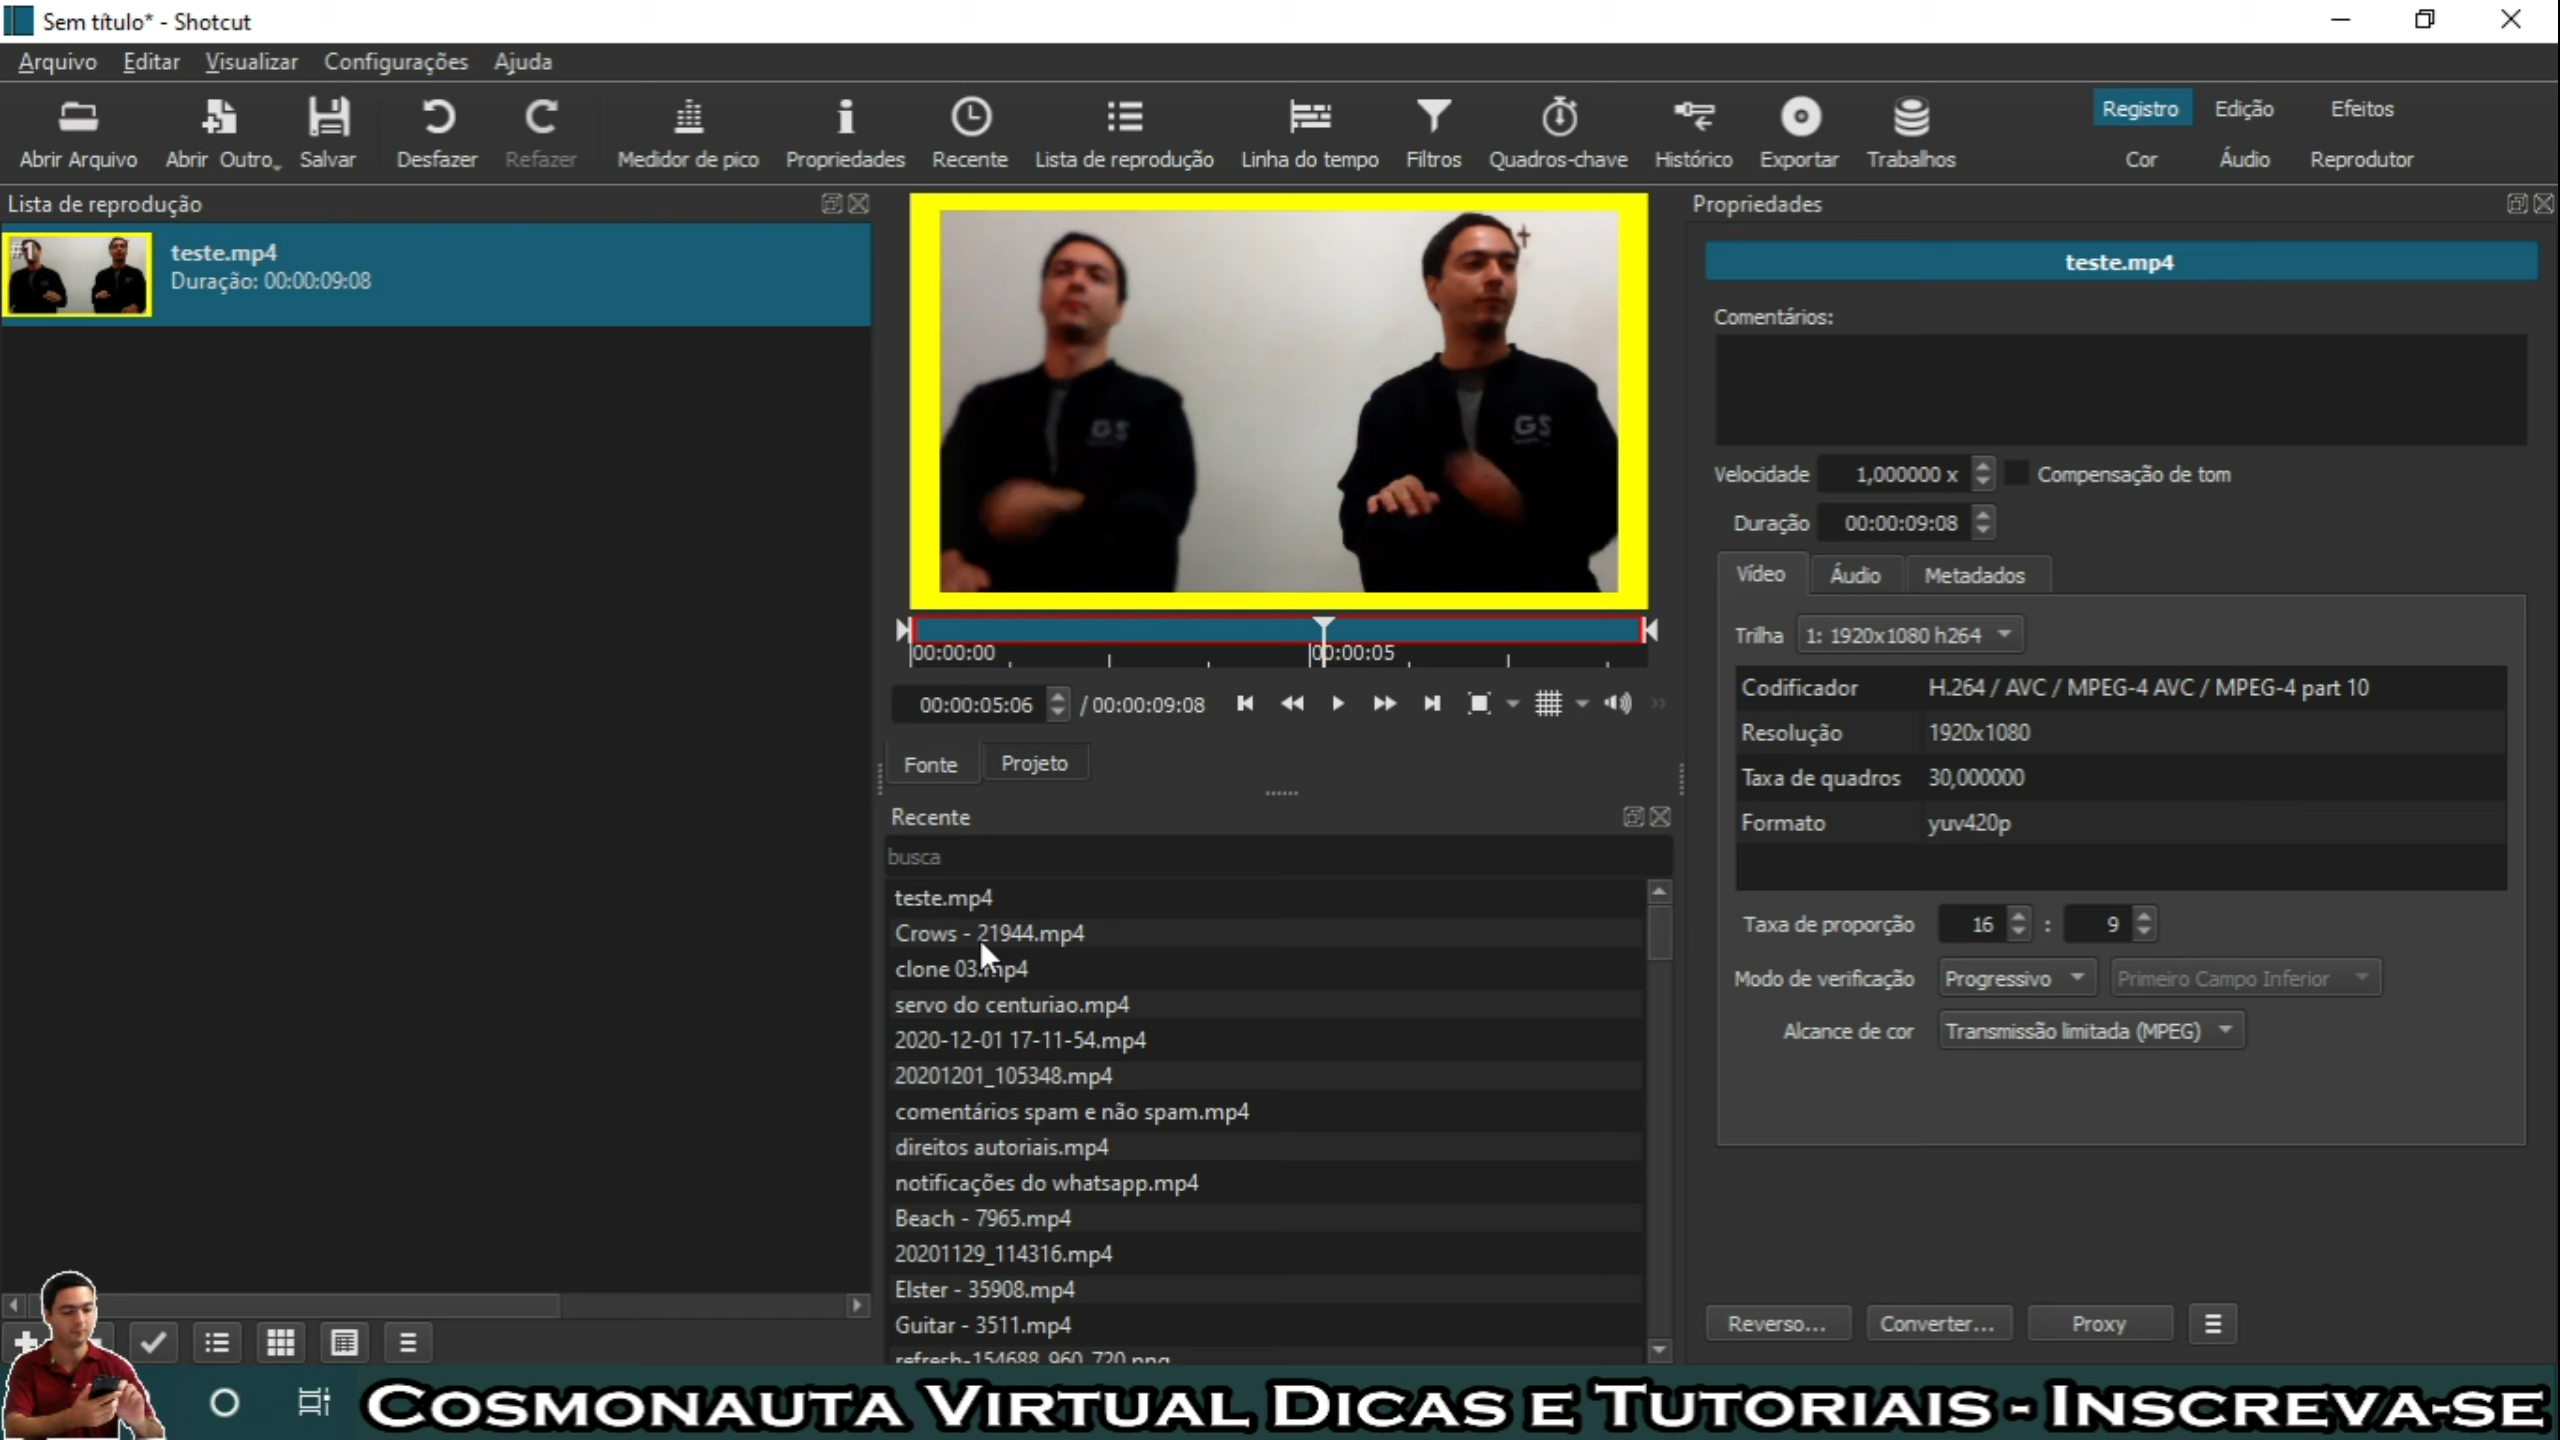 Sem título* - Shotcut
Arquivo Editar Visualizar Configurações Ajuda
Abrir Arquivo Abrir Outro Salvar Desfazer Refazer Medidor de pico Propriedades Recente Lista de reprodução Linha do tempo Filtros Quadros-chave Histórico Exportar Trabalhos
Registro Edição Efeitos
Cor Áudio Reprodutor
Lista de reprodução
#1
teste.mp4
Duração: 00:00:09:08
GS
GS
00:00:00 00:00:05
00:00:05:06 / 00:00:09:08
Fonte Projeto
Recente
busca
teste.mp4
Crows - 21944.mp4
clone 03.mp4
servo do centuriao.mp4
2020-12-01 17-11-54.mp4
20201201_105348.mp4
comentários spam e não spam.mp4
direitos autoriais.mp4
notificações do whatsapp.mp4
Beach - 7965.mp4
20201129_114316.mp4
Elster - 35908.mp4
Guitar - 3511.mp4
refresh-154688_960_720.png
Propriedades
teste.mp4
Comentários:
Velocidade 1,000000 x Compensação de tom
Duração 00:00:09:08
Vídeo Áudio Metadados
Trilha 1: 1920x1080 h264
Codificador H.264 / AVC / MPEG-4 AVC / MPEG-4 part 10
Resolução 1920x1080
Taxa de quadros 30,000000
Formato yuv420p
Taxa de proporção 16 : 9
Modo de verificação Progressivo Primeiro Campo Inferior
Alcance de cor Transmissão limitada (MPEG)
Reverso... Converter... Proxy
Cosmonauta Virtual Dicas e Tutoriais - Inscreva-se